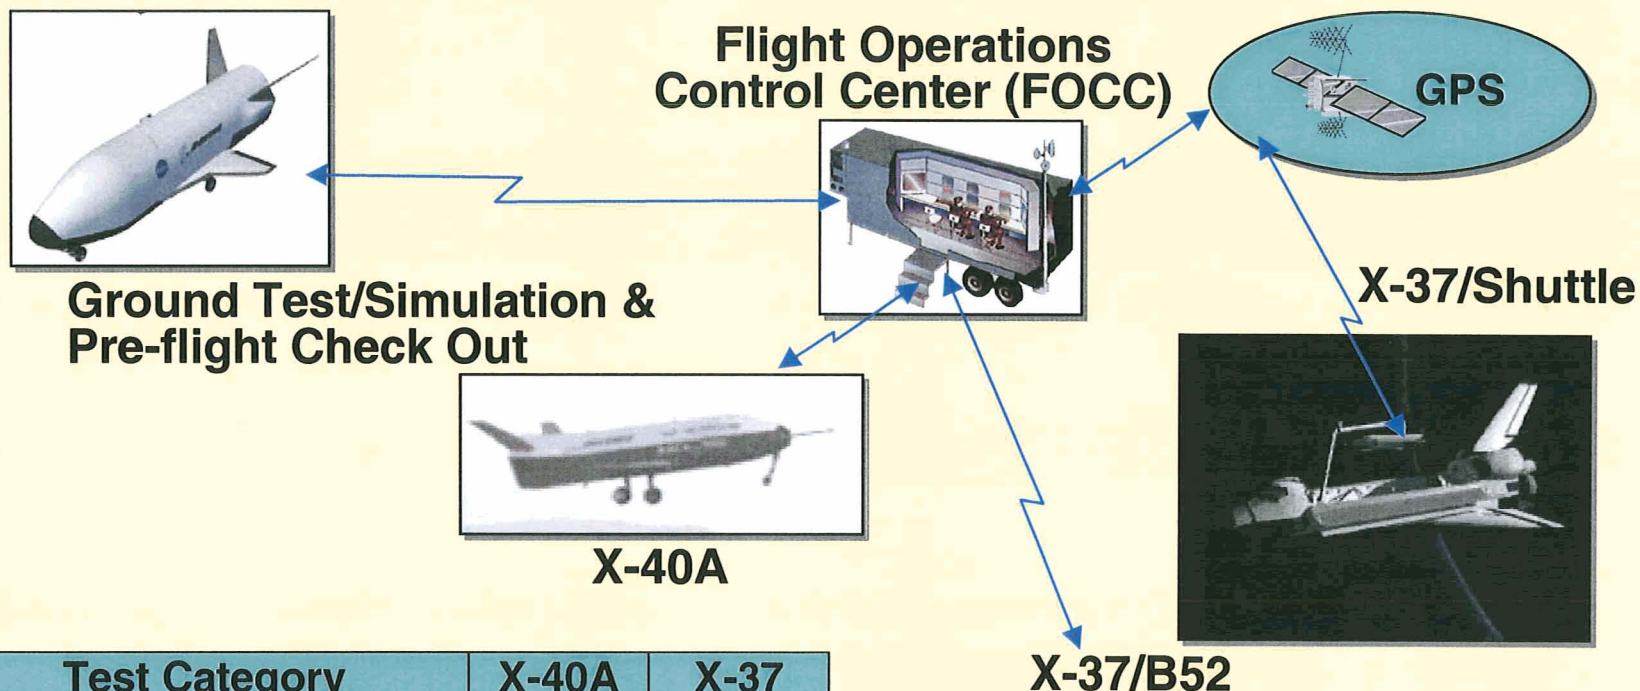 Flight Operations
Control Center (FOCC)
GPS
Ground Test/Simulation &
Pre-flight Check Out
X-37/Shuttle
X-40A
X-37/B52
Test Category X-40A X-37